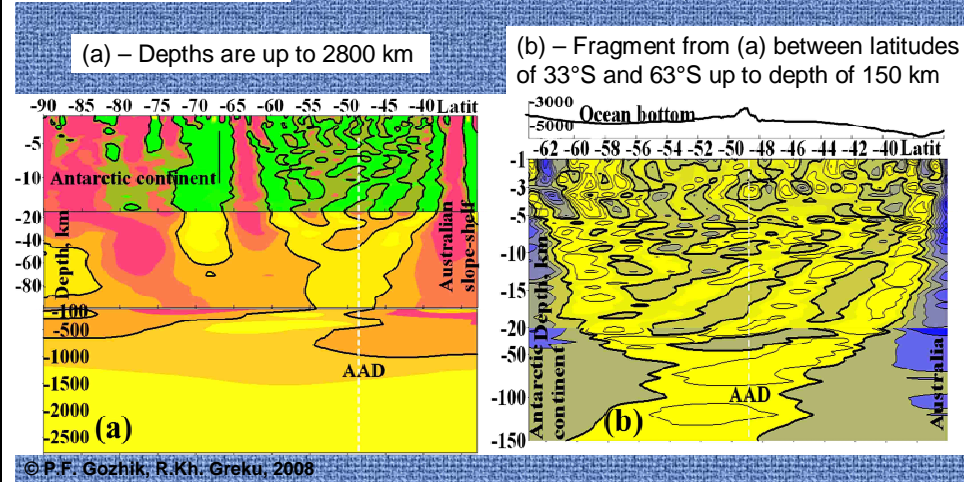 (a) – Depths are up to 2800 km
(b) – Fragment from (a) between latitudes
of 33°S and 63°S up to depth of 150 km
-90 -85 -80 -75 -70 -65 -60 -55 -50 -45 -40 Latit
-5
-10
Antarctic continent
-20
-40
-60
-80
-100
-500
-1000
-1500
-2000
-2500
Depth, km
Australian
slope-shelf
AAD
(a)
© P.F. Gozhik, R.Kh. Greku, 2008
-3000
-5000
Ocean bottom
-62 -60 -58 -56 -54 -52 -50 -48 -46 -44 -42 -40 Latit
-1
-3
-5
-10
-15
-20
-50
-100
-150
Depth, km
Antarctic
continent
Australia
AAD
(b)